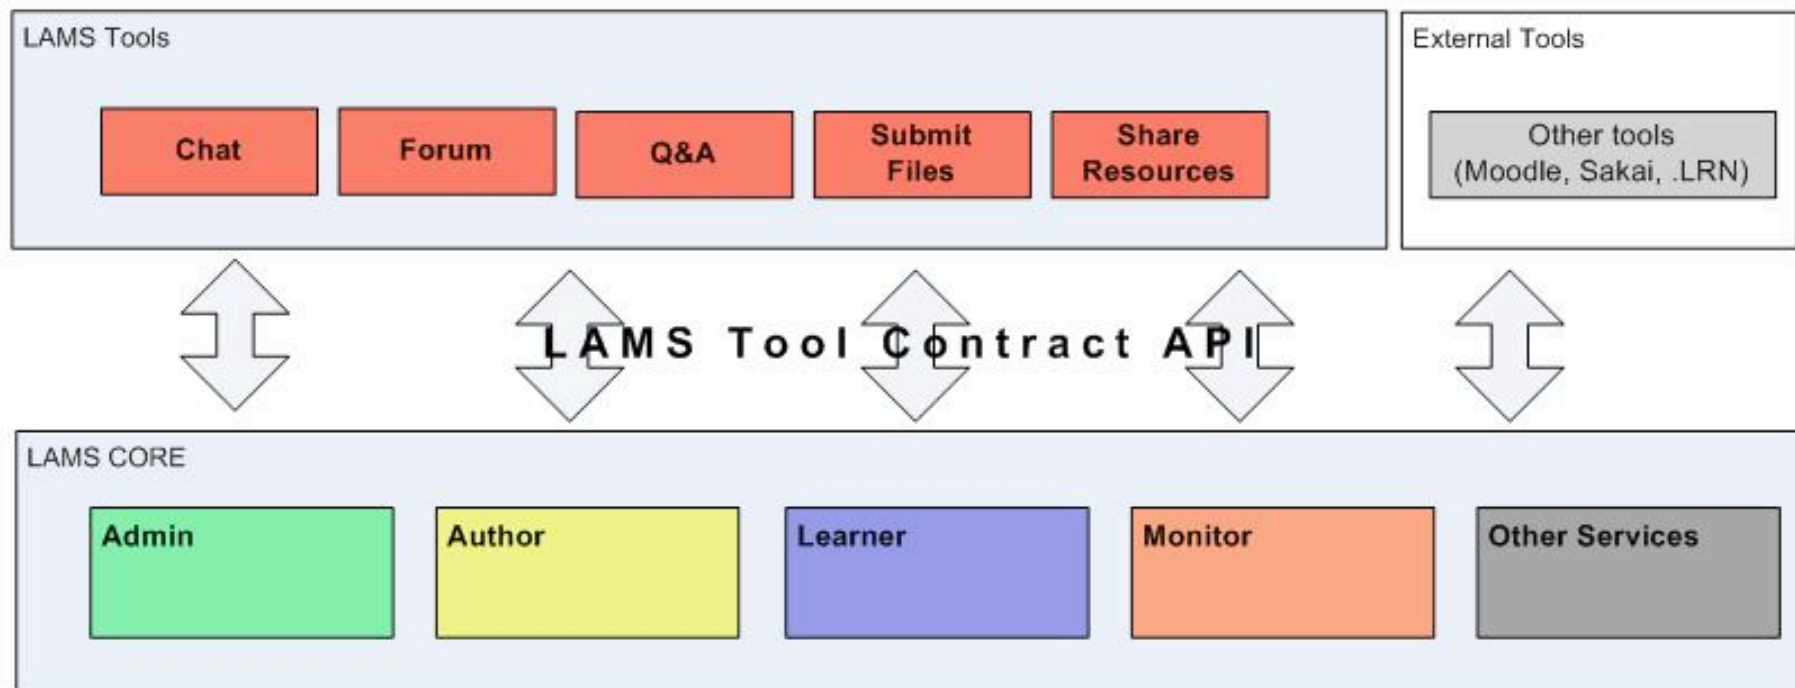 LAMS Tools
External Tools
Chat
Forum
Q&A
Submit
Files
Share
Resources
Other tools
(Moodle, Sakai, .LRN)
LAMS Tool Contract API
LAMS CORE
Admin
Author
Learner
Monitor
Other Services